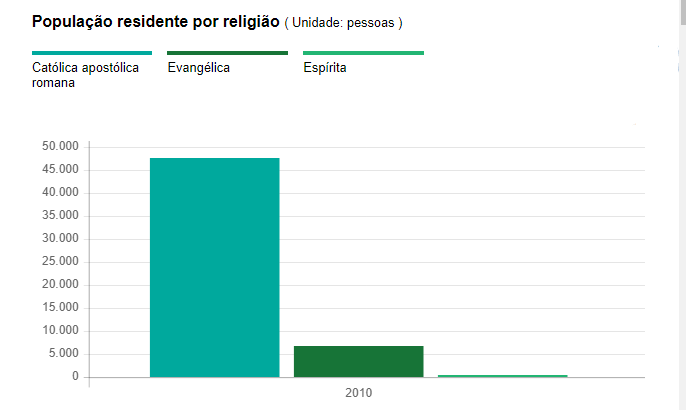 População residente por religião ( Unidade: pessoas )
Católica apostólica
romana
Evangélica
Espírita
50.000
45.000
40.000
35.000
30.000
25.000
20.000
15.000
10.000
5.000
0
2010